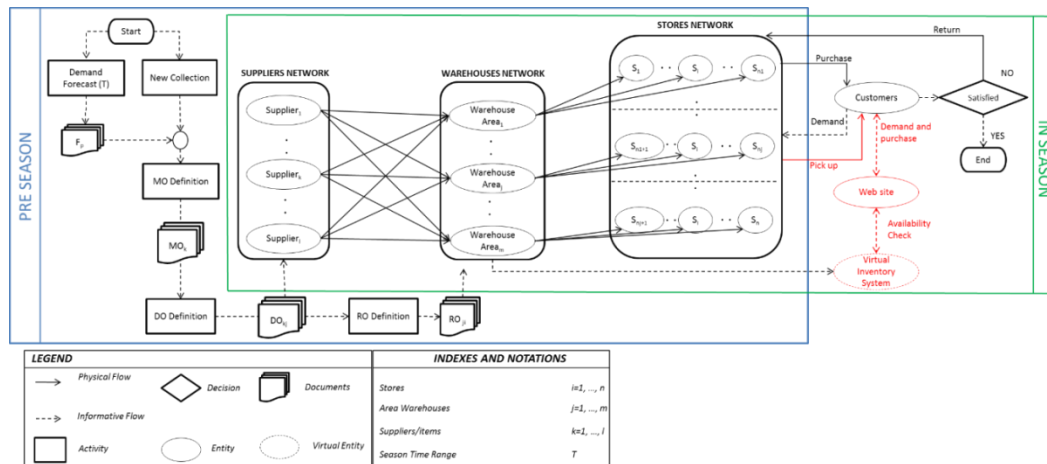 PRE SEASON
IN SEASON
Start
Demand
Forecast (T)
New Collection
F_p
MO Definition
MO_k
DO Definition
DO_kj
RO Definition
RO_ji
SUPPLIERS NETWORK
Supplier_1
Supplier_k
Supplier_l
WAREHOUSES NETWORK
Warehouse
Area_1
Warehouse
Area_j
Warehouse
Area_m
STORES NETWORK
S_1 S_i S_n1
S_n1+1 S_i S_nj
S_nj+1 S_i S_n
Return
Purchase
Demand
Pick up
Customers
Satisfied
NO
YES
End
Demand and
purchase
Web site
Availability
Check
Virtual
Inventory
System
LEGEND
Physical Flow
Decision
Documents
Informative Flow
Activity
Entity
Virtual Entity
INDEXES AND NOTATIONS
Stores i=1, ..., n
Area Warehouses j=1, ..., m
Suppliers/items k=1, ..., l
Season Time Range T